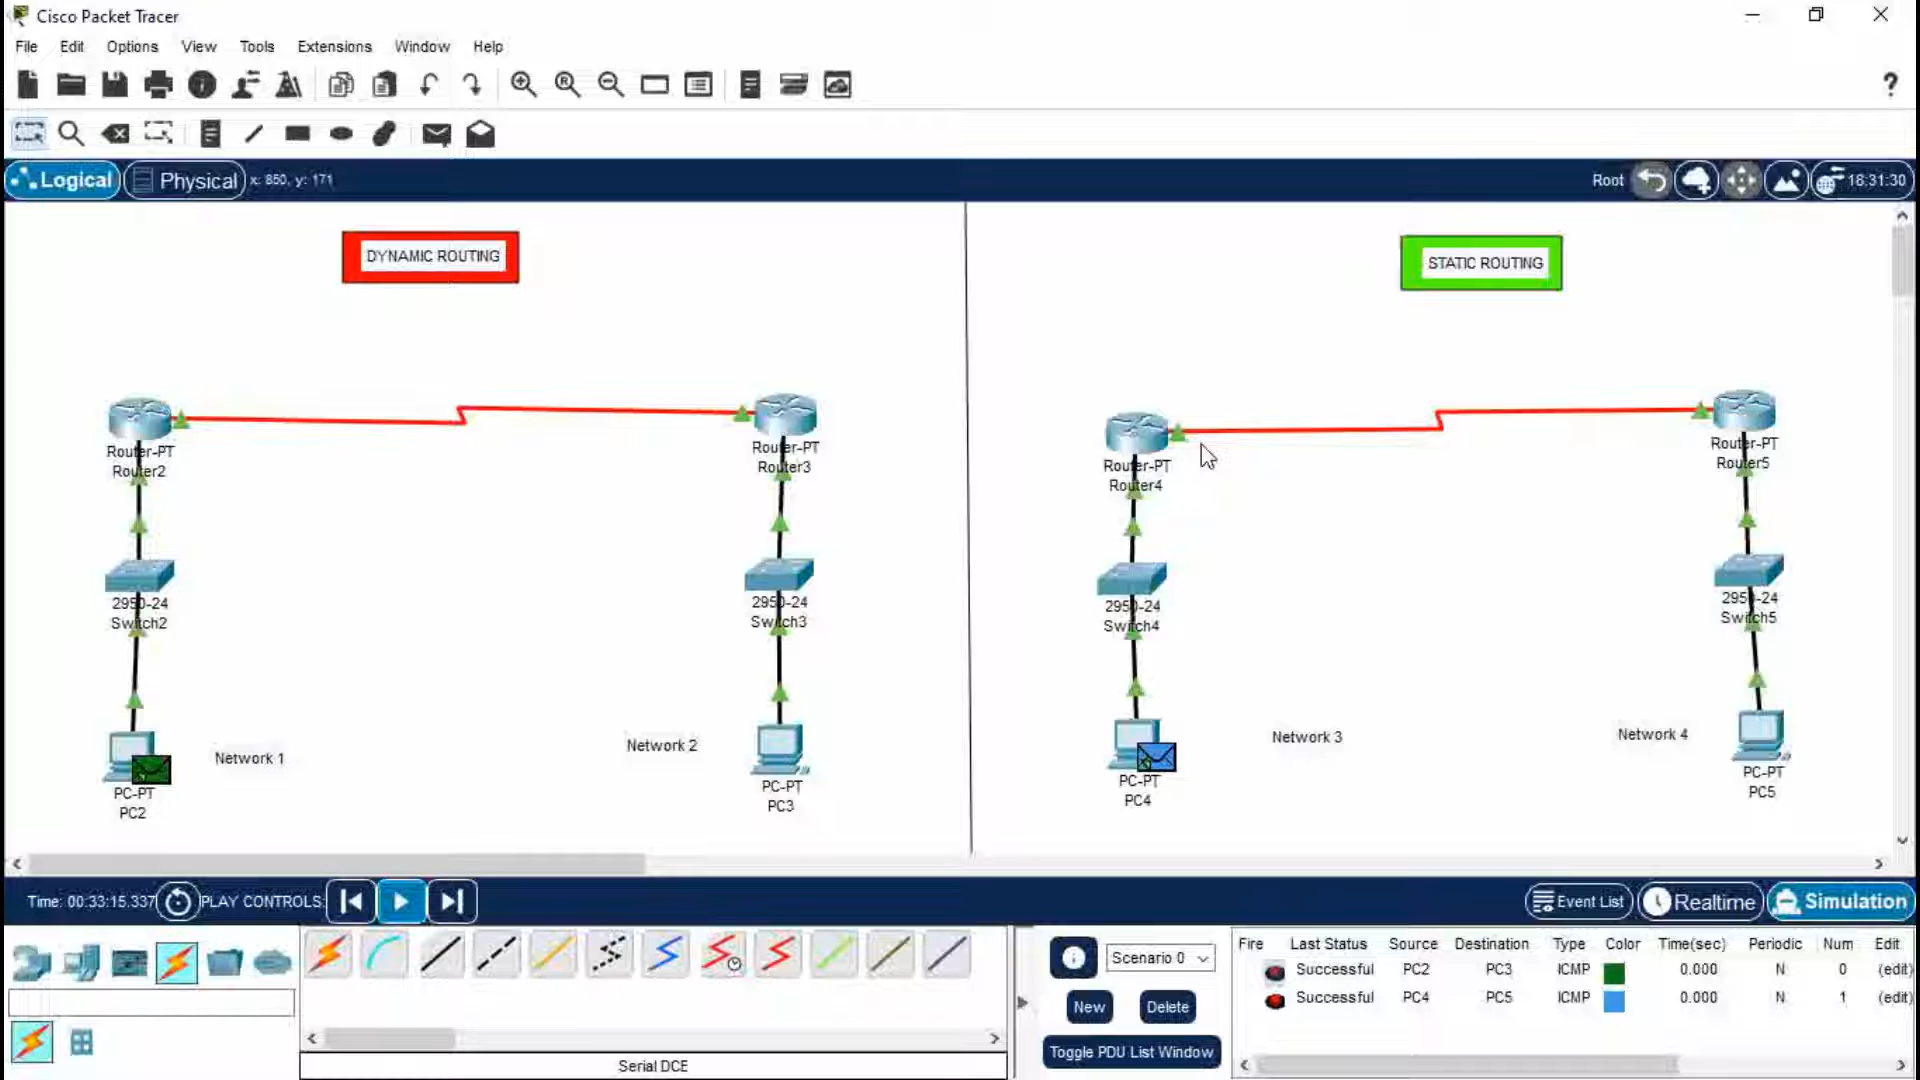 Cisco Packet Tracer
File Edit Options View Tools Extensions Window Help
?
Logical Physical x: 850, y: 171 Root 18:31:30
DYNAMIC ROUTING
STATIC ROUTING
Router-PT
Router2
Router-PT
Router3
Router-PT
Router4
Router-PT
Router5
2950-24
Switch2
2950-24
Switch3
2950-24
Switch4
2950-24
Switch5
Network 1
Network 2
Network 3
Network 4
PC-PT
PC2
PC-PT
PC3
PC-PT
PC4
PC-PT
PC5
Time: 00:33:15.337 PLAY CONTROLS: Event List Realtime Simulation
Scenario 0
New Delete
Toggle PDU List Window
Serial DCE
Fire Last Status Source Destination Type Color Time(sec) Periodic Num Edit
Successful PC2 PC3 ICMP 0.000 N 0 (edit)
Successful PC4 PC5 ICMP 0.000 N 1 (edit)